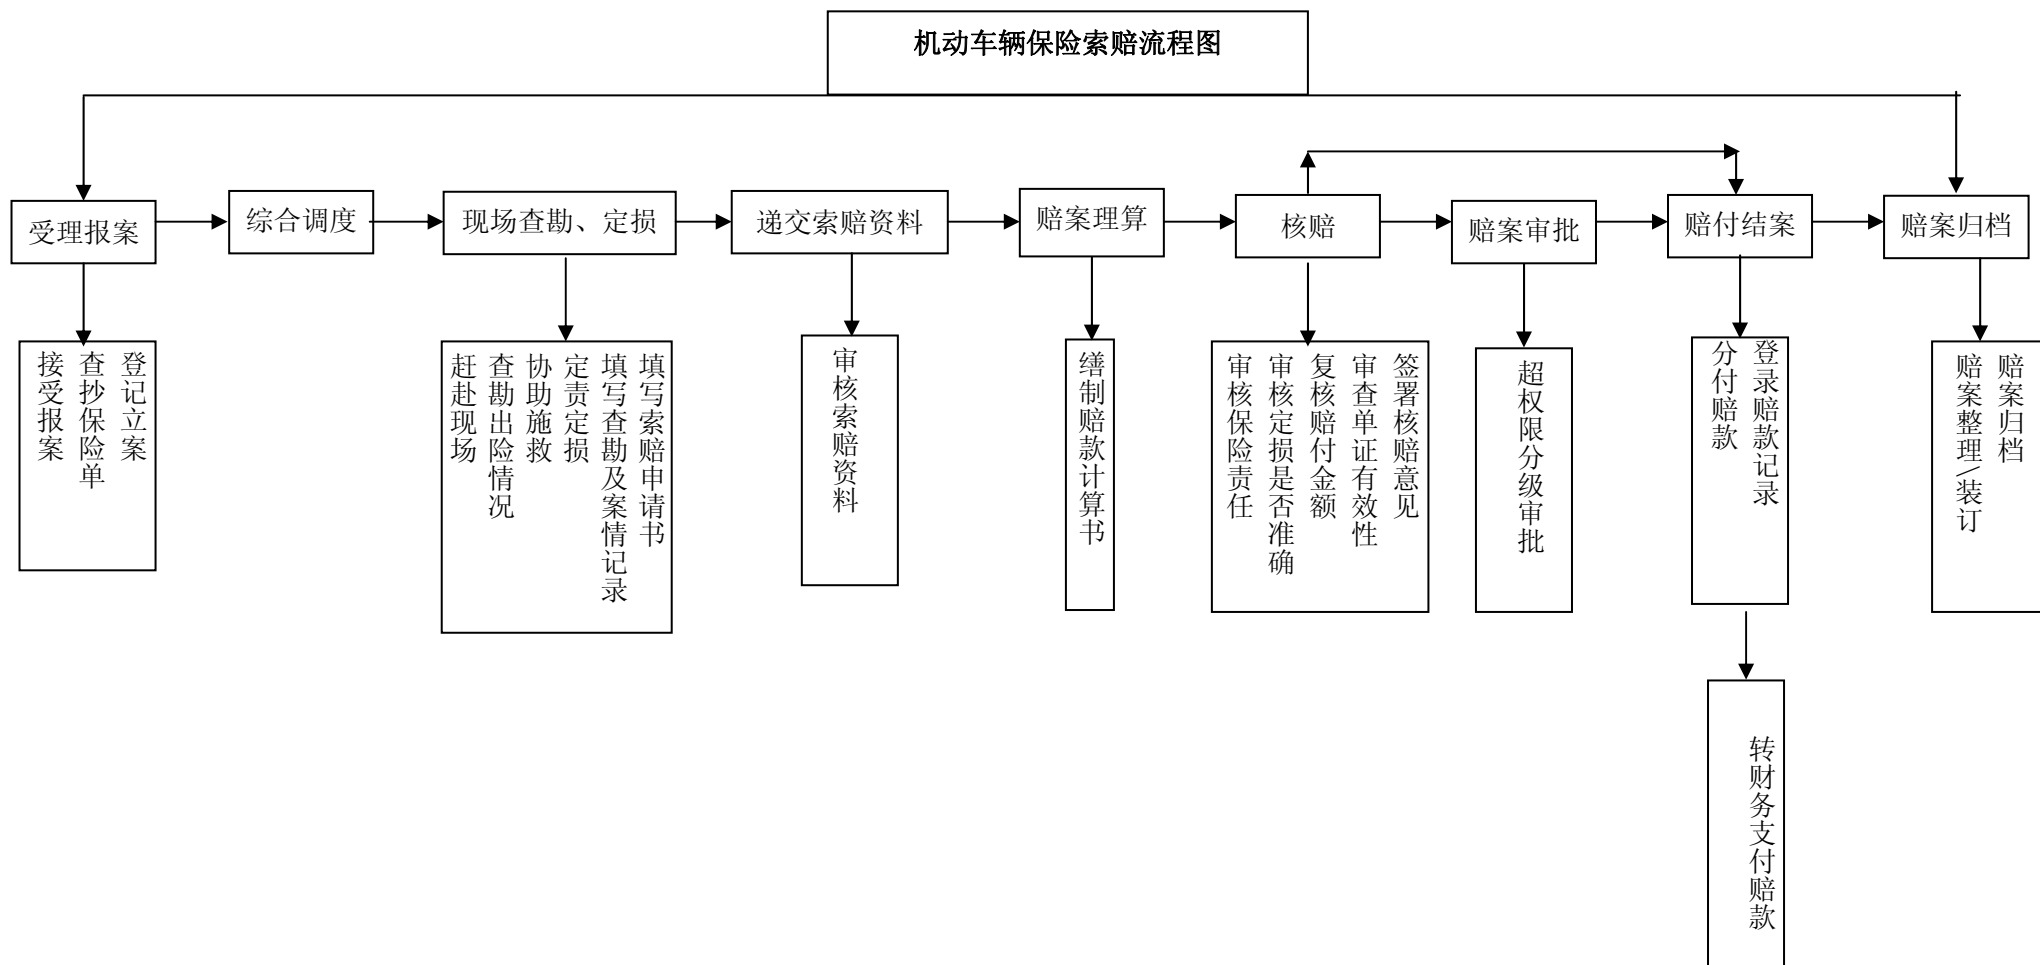 机动车辆保险索赔流程图
受理报案
综合调度
现场查勘、定损
递交索赔资料
赔案理算
核赔
赔案审批
赔付结案
赔案归档
接受报案
查抄保险单
登记立案
赶赴现场
查勘出险情况
协助施救
定责定损
填写查勘及案情记录
填写索赔申请书
审核索赔资料
缮制赔款计算书
审核保险责任
审核定损是否准确
复核赔付金额
审查单证有效性
签署核赔意见
超权限分级审批
分付赔款
登录赔款记录
赔案整理\装订
赔案归档
转财务支付赔款